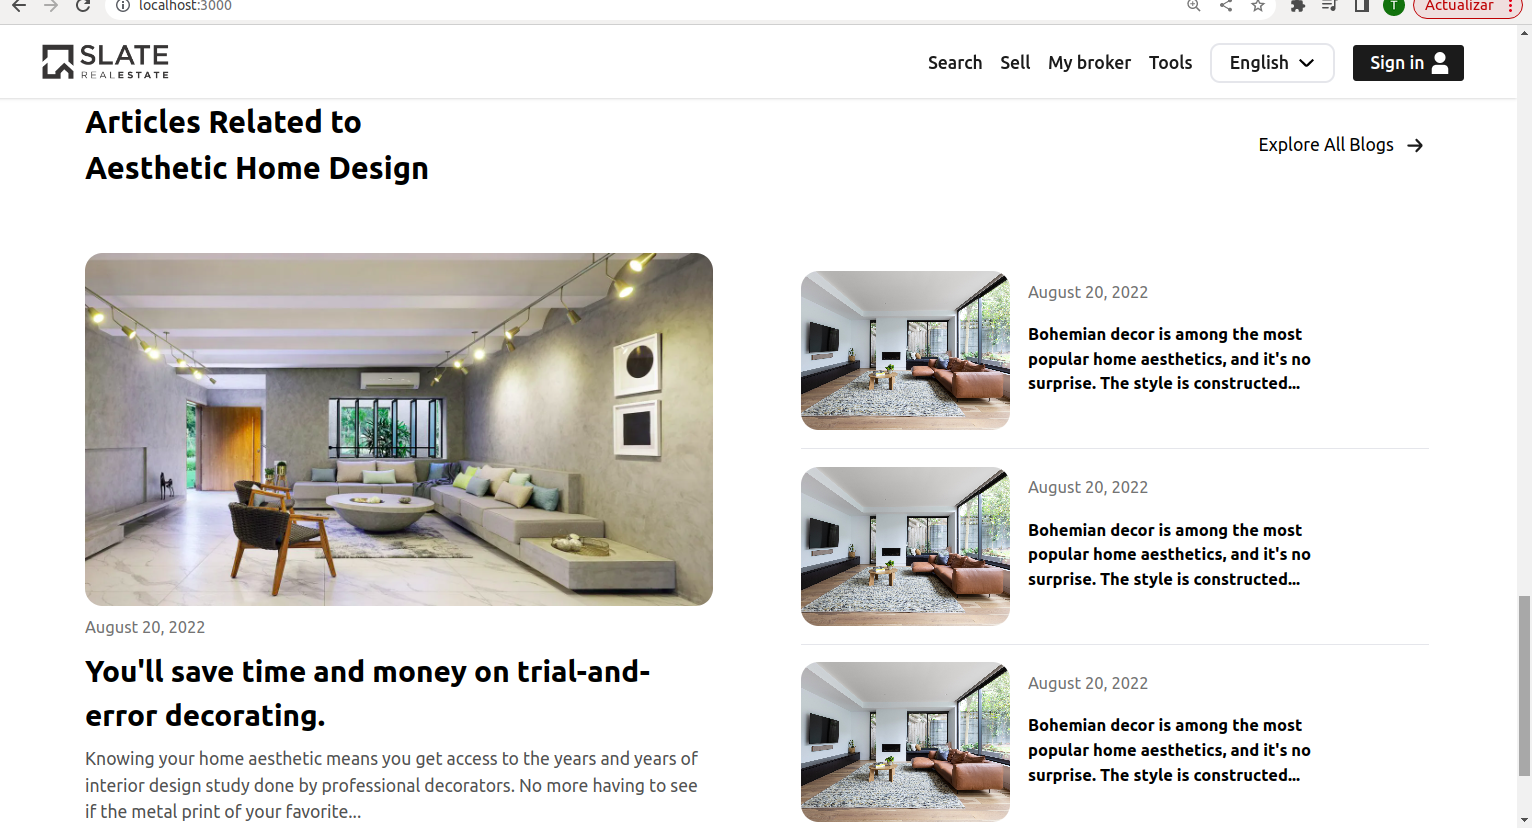 localhost:3000
T
Actualizar
SLATE
REALESTATE
Search
Sell
My broker
Tools
English
Sign in
Articles Related to
Aesthetic Home Design
Explore All Blogs
August 20, 2022
You'll save time and money on trial-and-
error decorating.
Knowing your home aesthetic means you get access to the years and years of
interior design study done by professional decorators. No more having to see
if the metal print of your favorite...
August 20, 2022
Bohemian decor is among the most
popular home aesthetics, and it's no
surprise. The style is constructed...
August 20, 2022
Bohemian decor is among the most
popular home aesthetics, and it's no
surprise. The style is constructed...
August 20, 2022
Bohemian decor is among the most
popular home aesthetics, and it's no
surprise. The style is constructed...